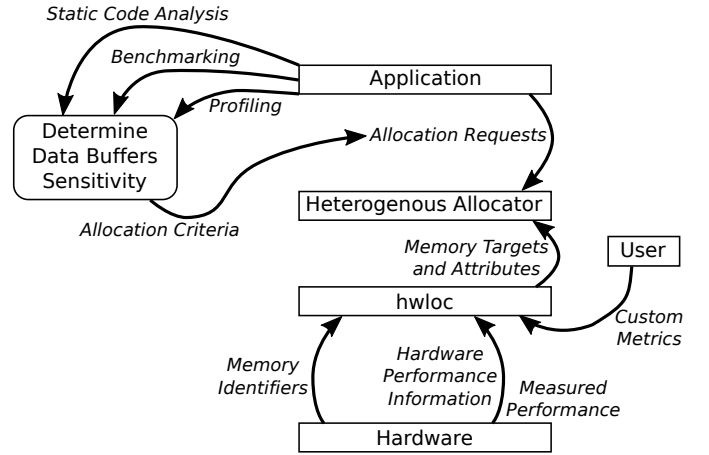 Static Code Analysis
Benchmarking
Application
Profiling
Determine
Data Buffers
Sensitivity
Allocation Requests
Allocation Criteria
Heterogenous Allocator
Memory Targets
and Attributes
User
hwloc
Custom
Metrics
Memory
Identifiers
Hardware
Performance
Information
Measured
Performance
Hardware